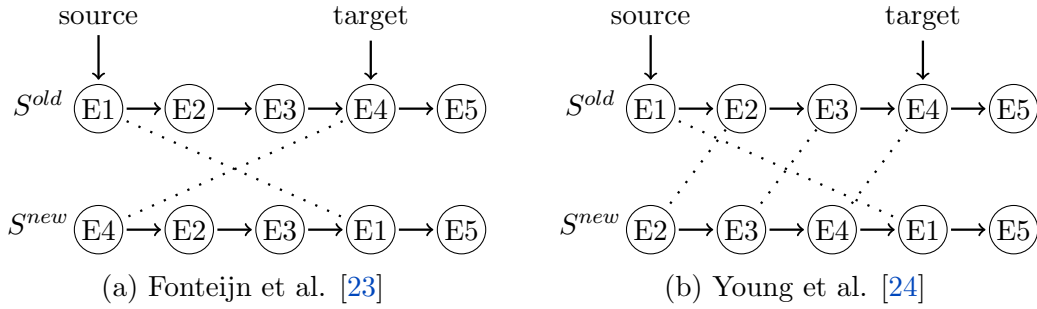 source target source target
S^old E1 E2 E3 E4 E5 S^old E1 E2 E3 E4 E5
S^new E4 E2 E3 E1 E5 S^new E2 E3 E4 E1 E5
(a) Fonteijn et al. [23] (b) Young et al. [24]